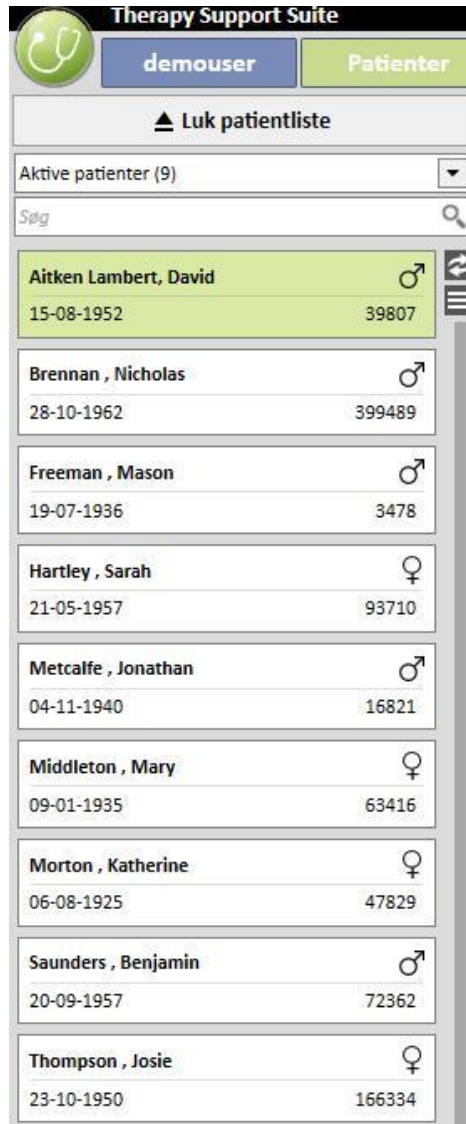 Therapy Support Suite
demouser Patienter
Luk patientliste
Aktive patienter (9)
Søg
Aitken Lambert, David
15-08-1952 39807
Brennan , Nicholas
28-10-1962 399489
Freeman , Mason
19-07-1936 3478
Hartley , Sarah
21-05-1957 93710
Metcalfe , Jonathan
04-11-1940 16821
Middleton , Mary
09-01-1935 63416
Morton , Katherine
06-08-1925 47829
Saunders , Benjamin
20-09-1957 72362
Thompson , Josie
23-10-1950 166334